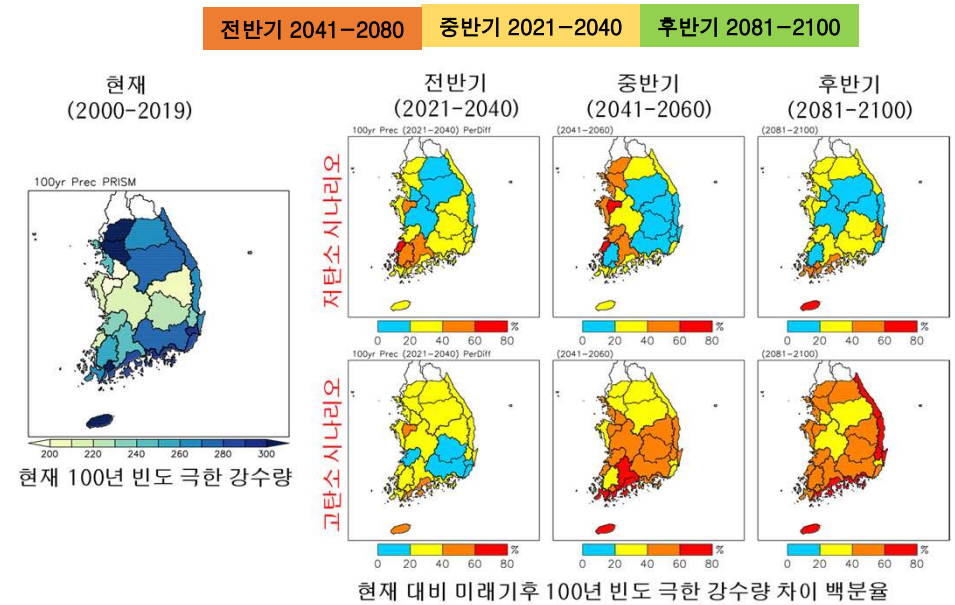 전반기 2041-2080
중반기 2021-2040
후반기 2081-2100
현재
(2000-2019)
전반기
(2021-2040)
중반기
(2041-2060)
후반기
(2081-2100)
100yr Prec PRISM
200 220 240 260 280 300
현재 100년 빈도 극한 강수량
저탄소 시나리오
100yr Prec (2021-2040) PerDiff
0 20 40 60 80 %
(2041-2060)
0 20 40 60 80 %
(2081-2100)
0 20 40 60 80 %
고탄소 시나리오
100yr Prec (2021-2040) PerDiff
0 20 40 60 80 %
(2041-2060)
0 20 40 60 80 %
(2081-2100)
0 20 40 60 80 %
현재 대비 미래기후 100년 빈도 극한 강수량 차이 백분율